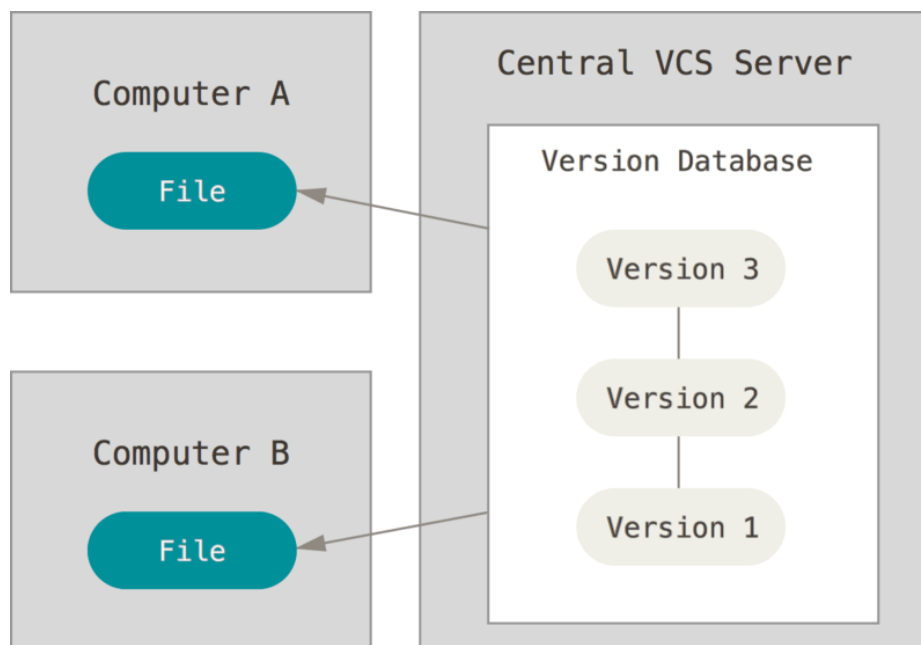 Computer A
File
Computer B
File
Central VCS Server
Version Database
Version 3
Version 2
Version 1